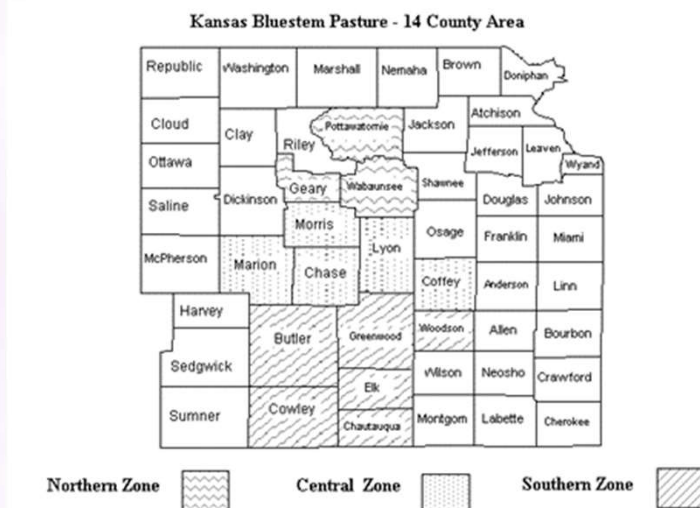 Kansas Bluestem Pasture - 14 County Area
Republic Washington Marshall Nemaha Brown Doniphan
Cloud Clay Riley Pottawatomie Jackson Atchison
Ottawa Jefferson Leaven Wyand
Saline Dickinson Geary Wabaunsee Shawnee Douglas Johnson
McPherson Marion Morris Lyon Osage Franklin Miami
Chase Coffey Anderson Linn
Harvey Butler Greenwood Woodson Allen Bourbon
Sedgwick Elk Wilson Neosho Crawford
Sumner Cowley Chautauqua Montgom Labette Cherokee
Northern Zone Central Zone Southern Zone